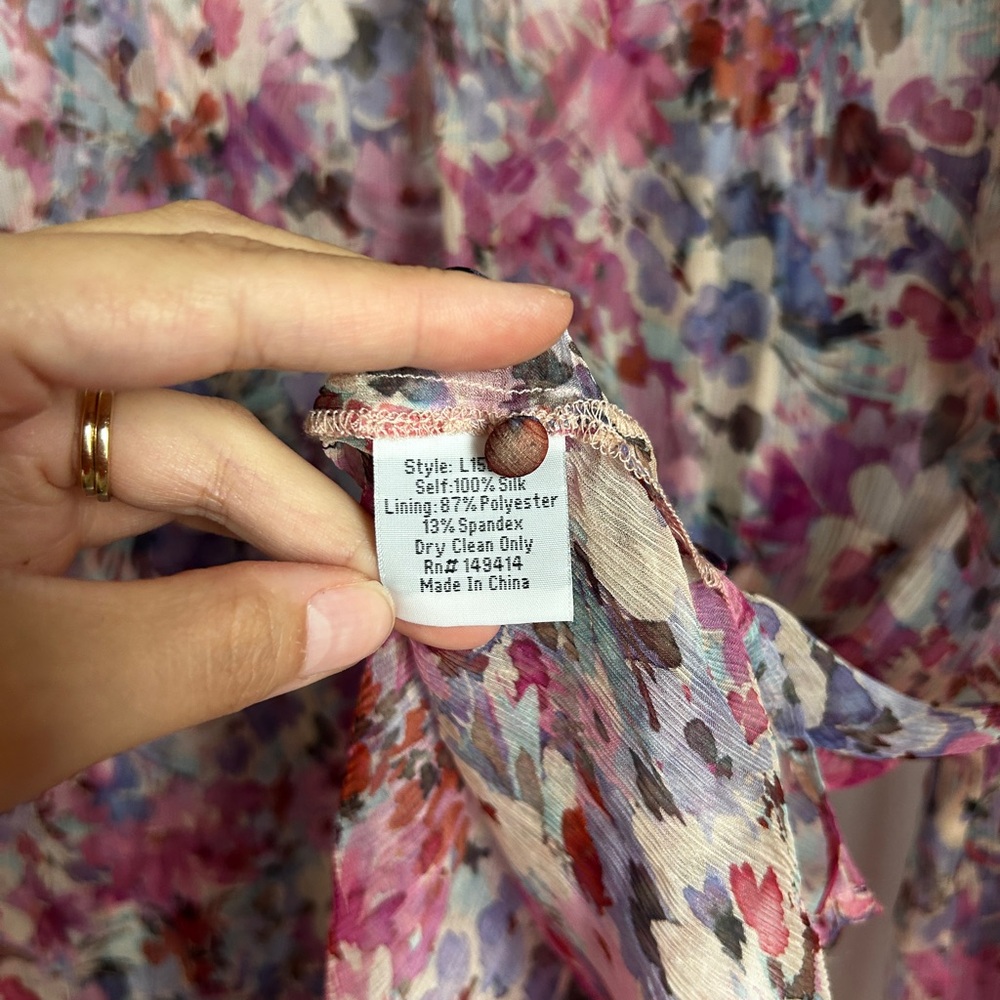 Style: L15
Self:100% Silk
Lining:87% Polyester
13% Spandex
Dry Clean Only
Rn# 149414
Made In China